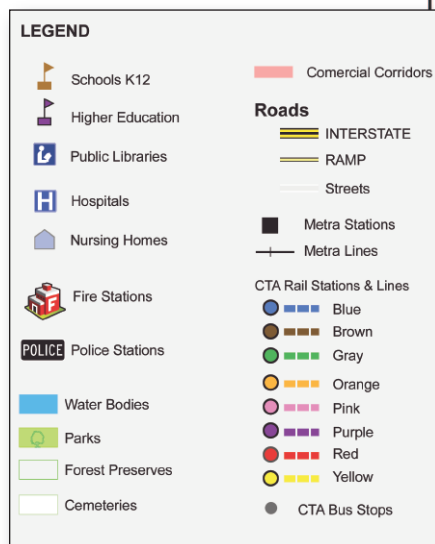 LEGEND
Schools K12
Higher Education
Public Libraries
H
Hospitals
Nursing Homes
F
Fire Stations
POLICE
Police Stations
Water Bodies
Parks
Forest Preserves
Cemeteries
Comercial Corridors
Roads
INTERSTATE
RAMP
Streets
Metra Stations
Metra Lines
CTA Rail Stations & Lines
Blue
Brown
Gray
Orange
Pink
Purple
Red
Yellow
CTA Bus Stops